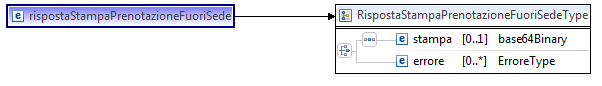 e rispostaStampaPrenotazioneFuoriSede
RispostaStampaPrenotazioneFuoriSedeType
e stampa [0..1] base64Binary
e errore [0..*] ErroreType